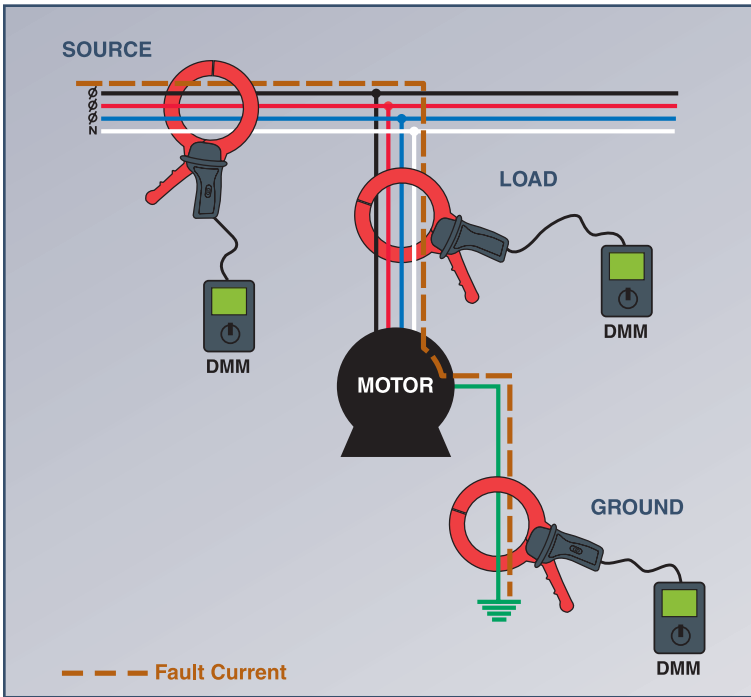 SOURCE
Ø
Ø
Ø
N
LOAD
DMM
DMM
MOTOR
GROUND
DMM
Fault Current